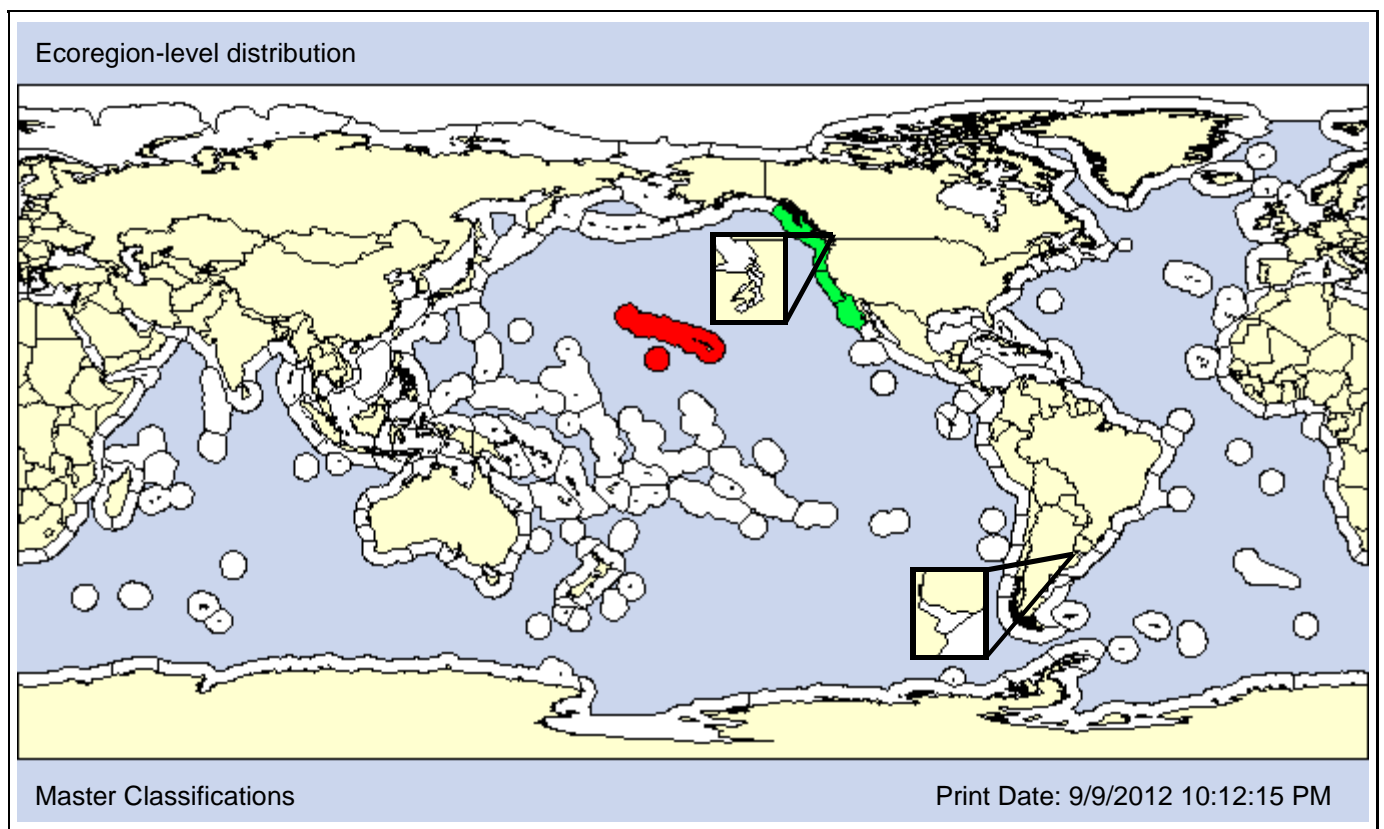 Ecoregion-level distribution
Master Classifications
Print Date: 9/9/2012 10:12:15 PM